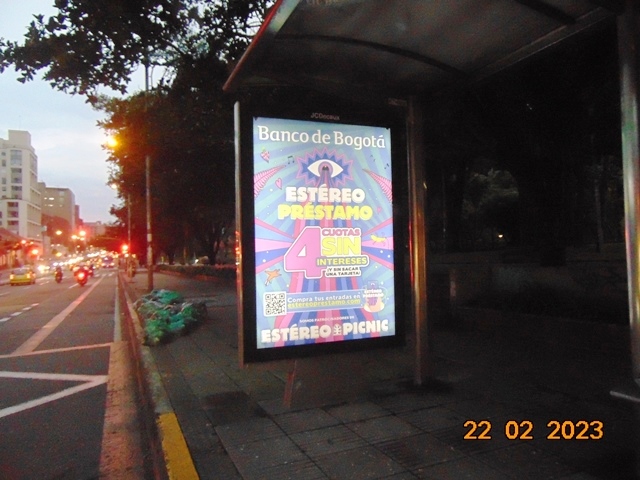 JCDecaux
Banco de Bogotá
ESTÉREO
PRÉSTAMO
4 CUOTAS
SIN
INTERESES
¡Y SIN SACAR
UNA TARJETA!
Compra tus entradas en
estereoprestamo.com
ESTÉREO PICNIC
22 02 2023